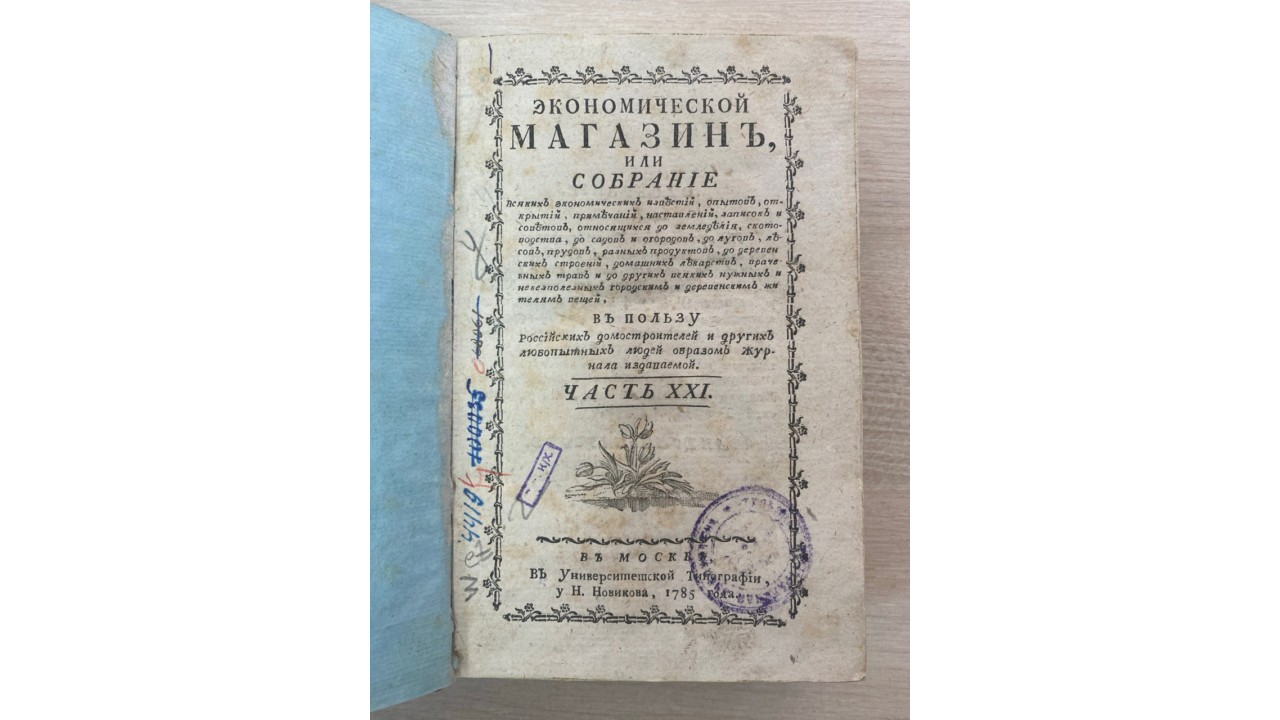 ЭКОНОМИЧЕСКОЙ
МАГАЗИНЪ,
ИЛИ
СОБРАНІЕ
Всякихъ экономическихъ извѣстій, опытовъ, от-
крытій, примѣчаній, наставленій, записокъ и
совѣтовъ, относящихся до земледѣлія, ското-
водства, до садовъ и огородовъ, до луговъ, лѣ-
совъ, прудовъ, разныхъ продуктовъ, до деревен
скихъ строеній, домашнихъ лѣкарствъ, враче-
бныхъ травъ и до другихъ всякихъ нужныхъ и
небезполезныхъ городскимъ и деревенскимъ жи
телямъ вещей,
ВЪ ПОЛЬЗУ
Россійскихъ домостроителей и другихъ
любопытныхъ людей образомъ Жур-
нала издаваемой.
ЧАСТЬ XXI.
ВЪ МОСКВѢ,
Въ Университетской Типографіи,
у Н. Новикова, 1785 года.